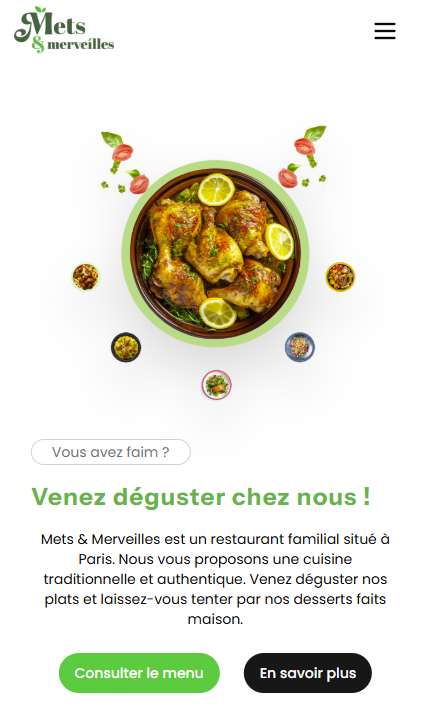 Mets
& merveilles
Vous avez faim ?
Venez déguster chez nous !
Mets & Merveilles est un restaurant familial situé à
Paris. Nous vous proposons une cuisine
traditionnelle et authentique. Venez déguster nos
plats et laissez-vous tenter par nos desserts faits
maison.
Consulter le menu
En savoir plus